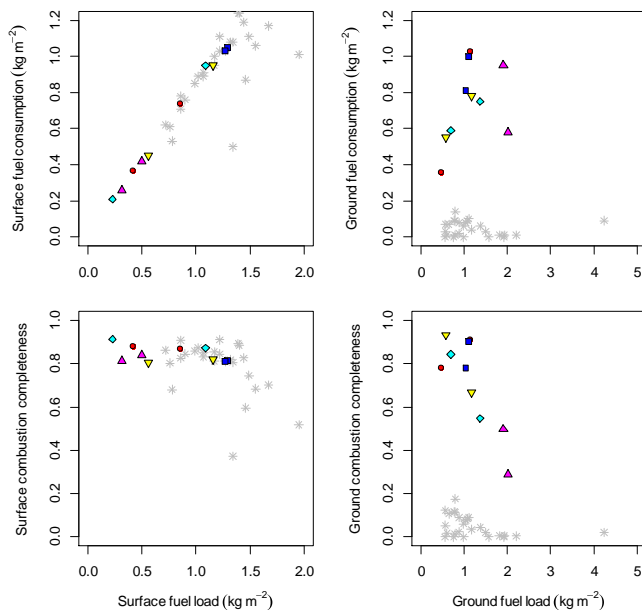 Surface fuel consumption (kg m⁻²)
0.0 0.2 0.4 0.6 0.8 1.0 1.2
0.0 0.5 1.0 1.5 2.0
Ground fuel consumption (kg m⁻²)
0.0 0.2 0.4 0.6 0.8 1.0 1.2
0 1 2 3 4 5
Surface combustion completeness
0.0 0.2 0.4 0.6 0.8 1.0
0.0 0.5 1.0 1.5 2.0
Surface fuel load (kg m⁻²)
Ground combustion completeness
0.0 0.2 0.4 0.6 0.8 1.0
0 1 2 3 4 5
Ground fuel load (kg m⁻²)